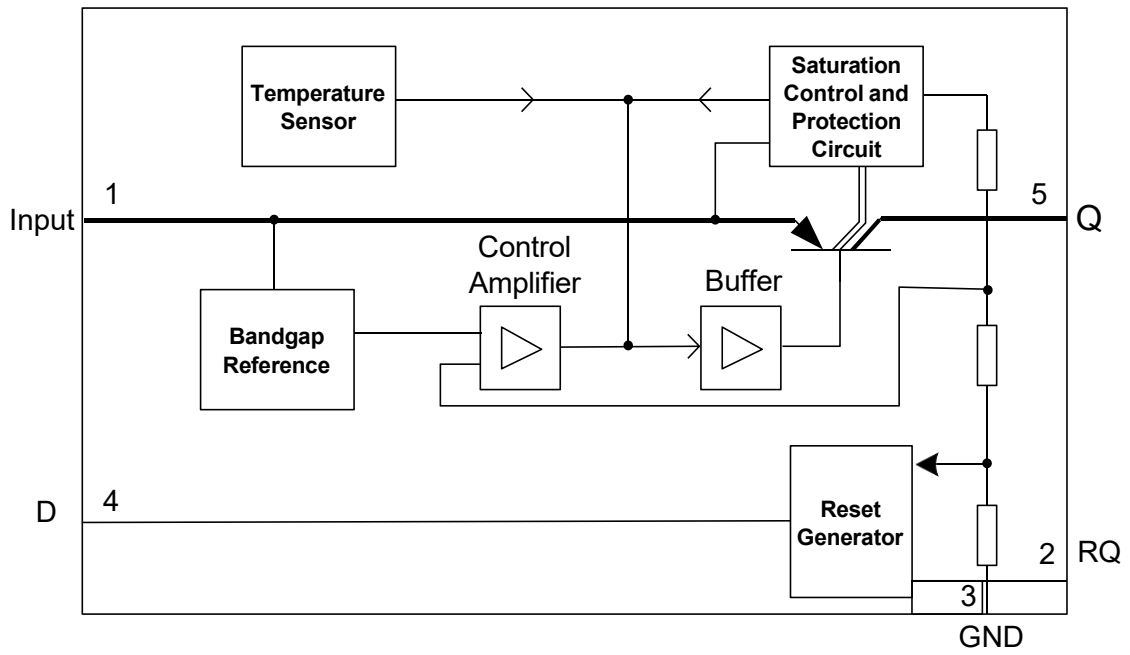 Temperature
Sensor
Saturation
Control and
Protection
Circuit
1
Input
5
Q
Control
Amplifier
Buffer
Bandgap
Reference
D
4
Reset
Generator
2
RQ
3
GND